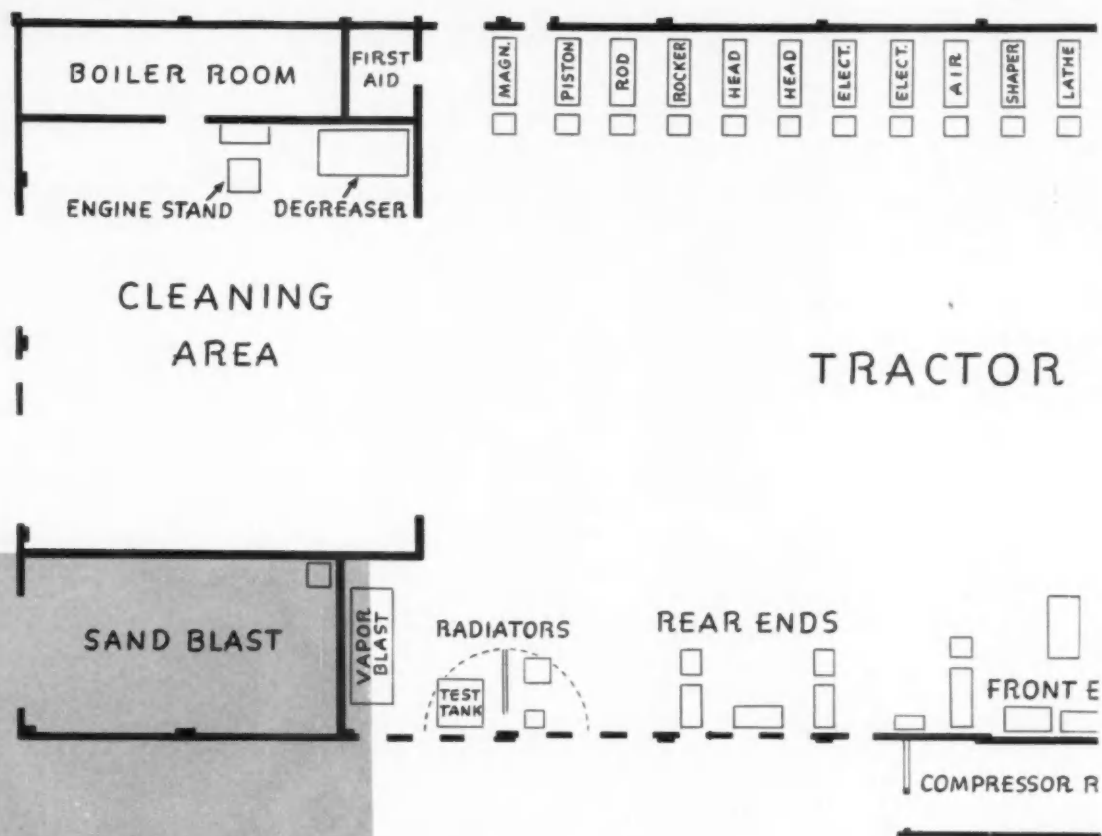 BOILER ROOM
FIRST
AID
MAGN.
PISTON
ROD
ROCKER
HEAD
HEAD
ELECT.
ELECT.
AIR
SHAPER
LATHE
ENGINE STAND
DEGREASER
CLEANING
AREA
TRACTOR
SAND BLAST
VAPOR
BLAST
RADIATORS
TEST
TANK
REAR ENDS
FRONT E
COMPRESSOR R